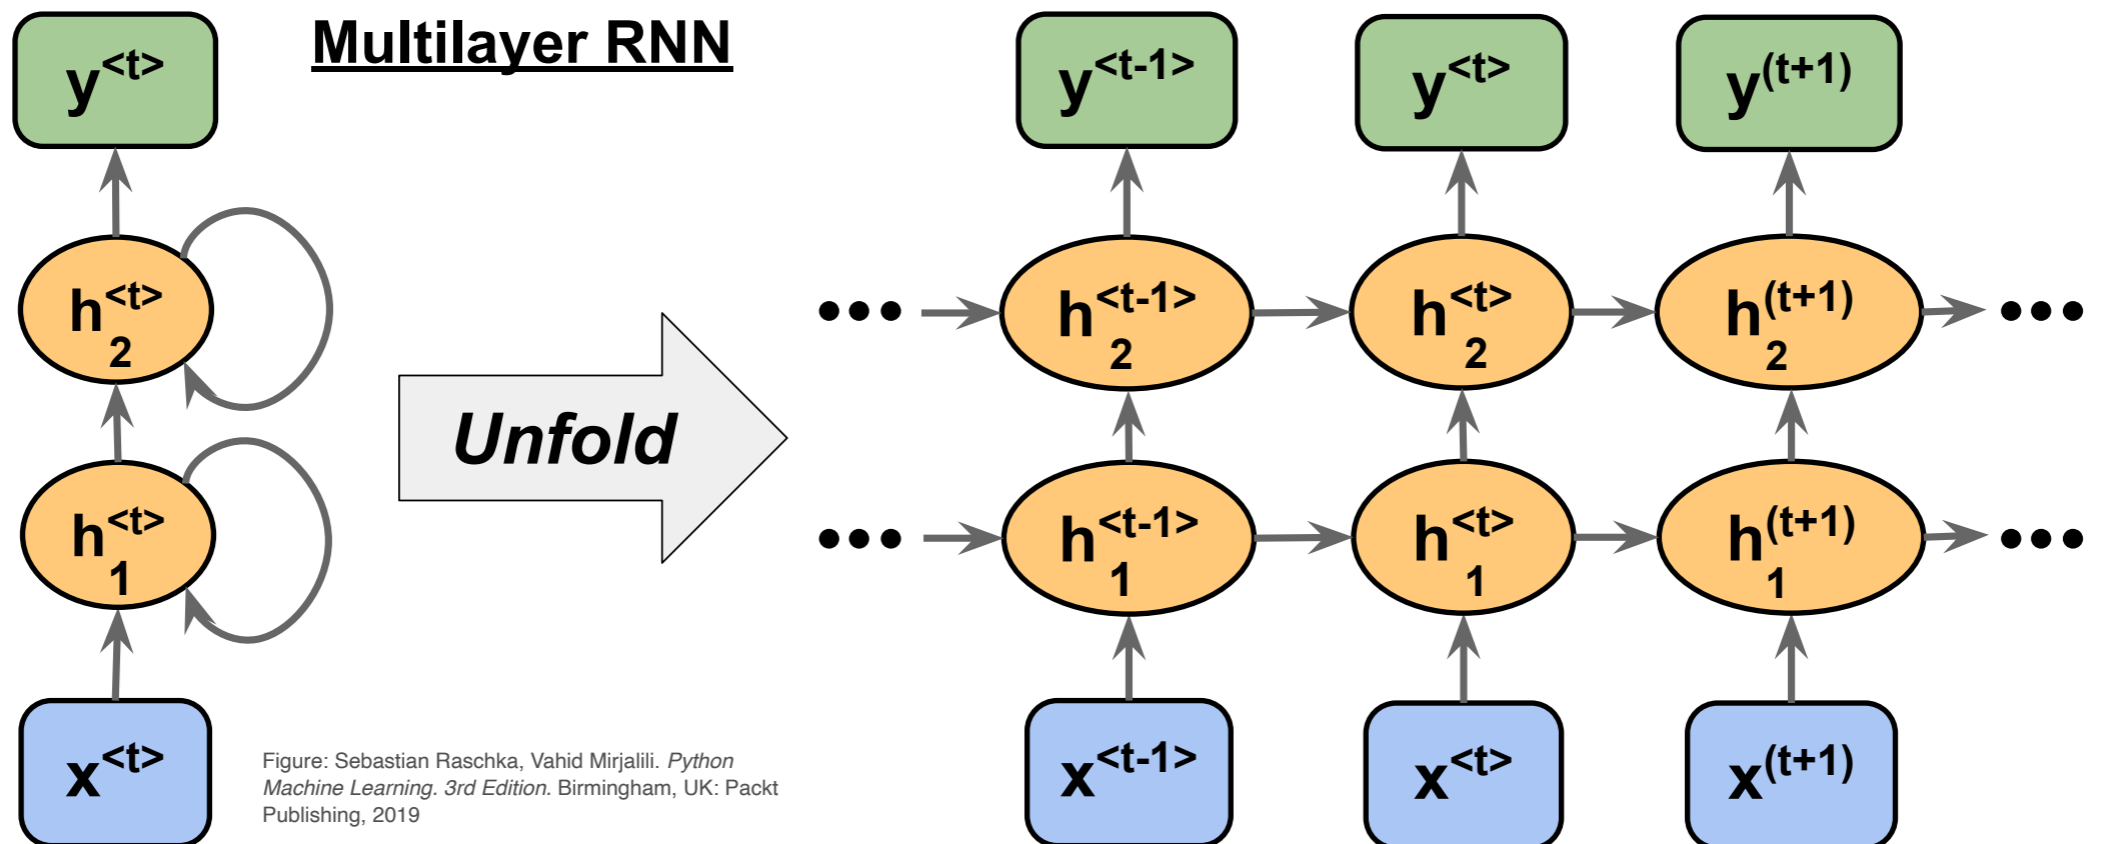 Multilayer RNN
y<t>
h<t>
2
h<t>
1
x<t>
Unfold
y<t-1>
y<t>
y(t+1)
h<t-1>
2
h<t>
2
h(t+1)
2
h<t-1>
1
h<t>
1
h(t+1)
1
x<t-1>
x<t>
x(t+1)
Figure: Sebastian Raschka, Vahid Mirjalili. Python
Machine Learning. 3rd Edition. Birmingham, UK: Packt
Publishing, 2019